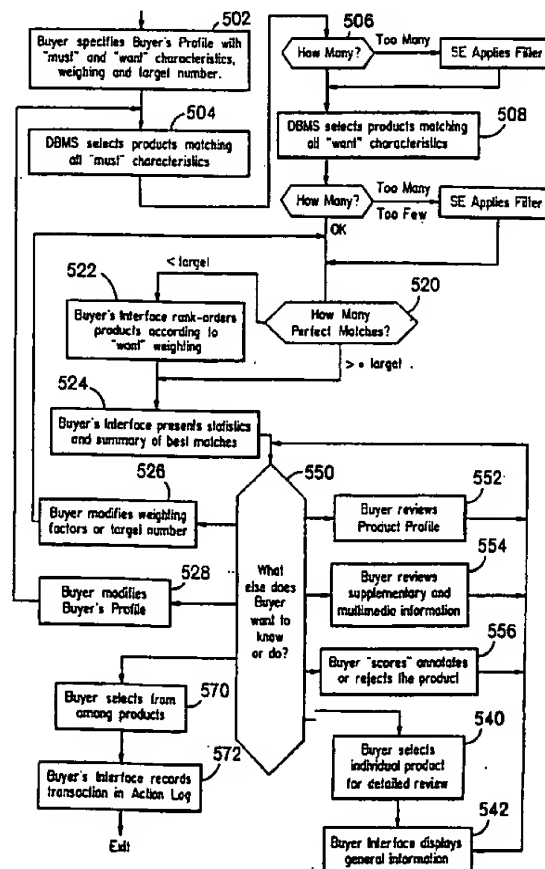 502
Buyer specifies Buyer's Profile with
"must" and "want" characteristics,
weighing and target number.
504
DBMS selects products matching
all "must" characteristics
506
How Many?
Too Many
SE Applies Filter
508
DBMS selects products matching
all "want" characteristics
How Many?
Too Many
Too Few
SE Applies Filter
OK
< target
520
How Many
Perfect Matches?
> = target
522
Buyer's Interface rank-orders
products according to
"want" weighting
524
Buyer's Interface presents statistics
and summary of best matches
526
Buyer modifies weighting
factors or target number
528
Buyer modifies
Buyer's Profile
550
What
else does
Buyer
want to
know
or do?
552
Buyer reviews
Product Profile
554
Buyer reviews
supplementary and
multimedia information
556
Buyer "scores" annotates
or rejects the product
540
Buyer selects
individual product
for detailed review
542
Buyer Interface displays
general information
570
Buyer selects from
among products
572
Buyer's Interface records
transaction in Action Log
Exit